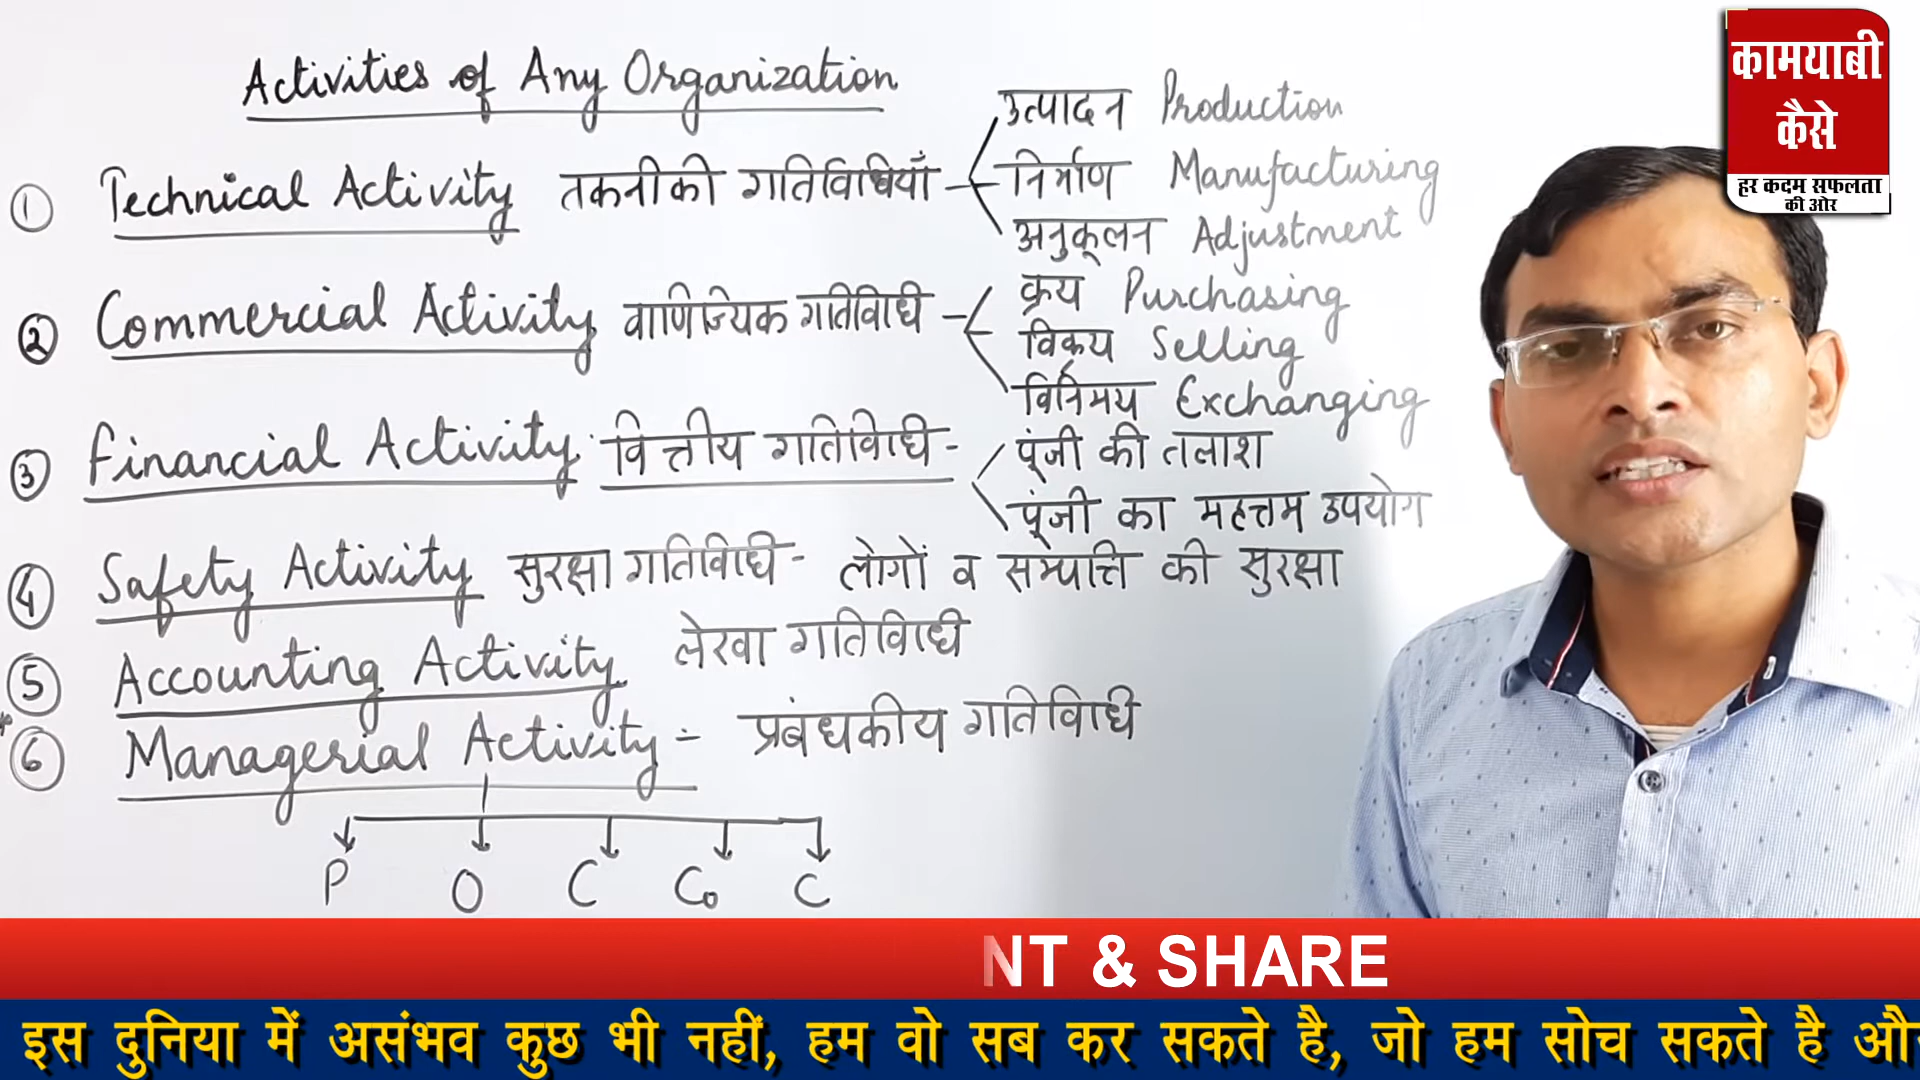 Activities of Any Organization
① Technical Activity तकनीकी गतिविधियाँ
उत्पादन Production
निर्माण Manufacturing
अनुकूलन Adjustment
② Commercial Activity वाणिज्यिक गतिविधि
क्रय Purchasing
विक्रय Selling
विनिमय Exchanging
③ Financial Activity वित्तीय गतिविधि -
पूंजी की तलाश
पूंजी का महत्तम उपयोग
④ Safety Activity सुरक्षा गतिविधि - लोगों व सम्पत्ति की सुरक्षा
⑤ Accounting Activity लेखा गतिविधि
* ⑥ Managerial Activity - प्रबंधकीय गतिविधि
P O C Co C
कामयाबी
कैसे
हर कदम सफलता
की ओर
NT & SHARE
इस दुनिया में असंभव कुछ भी नहीं, हम वो सब कर सकते है, जो हम सोच सकते है